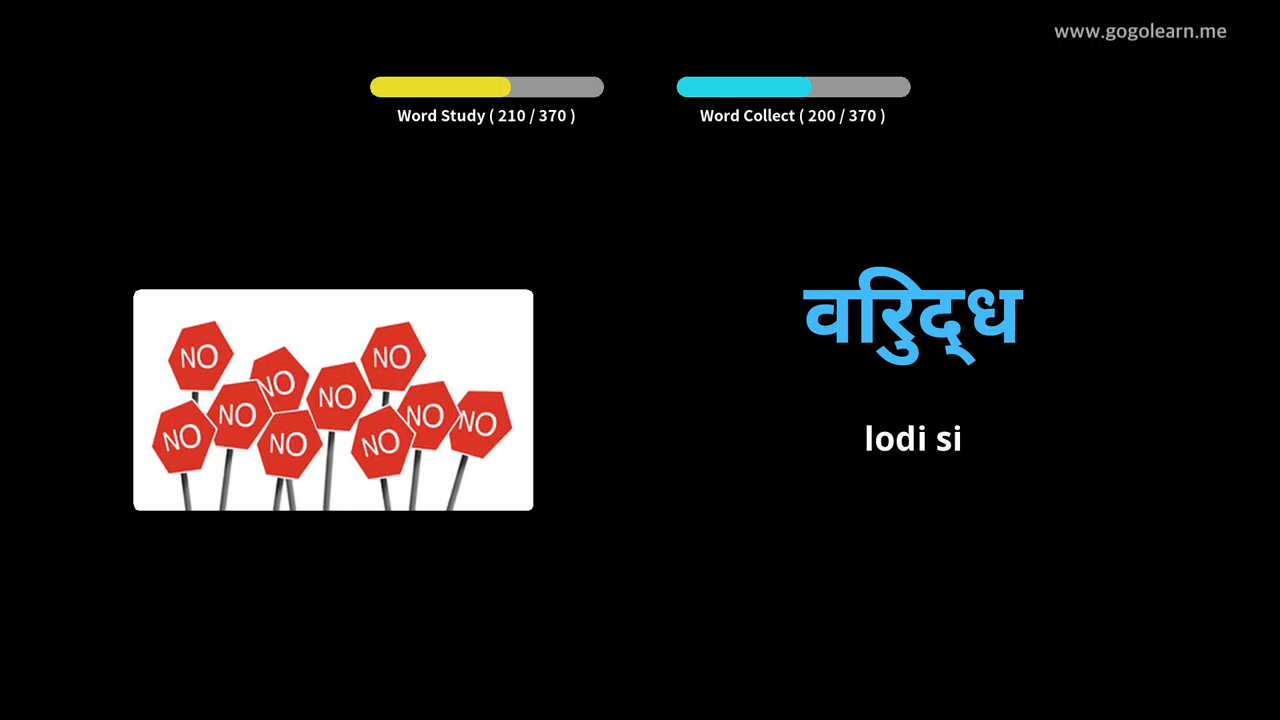 www.gogolearn.me
Word Study ( 210 / 370 )
Word Collect ( 200 / 370 )
NO
NO
NO
NO
NO
NO
NO
NO
NO
NO
वरिुद्‌ध
lodi si